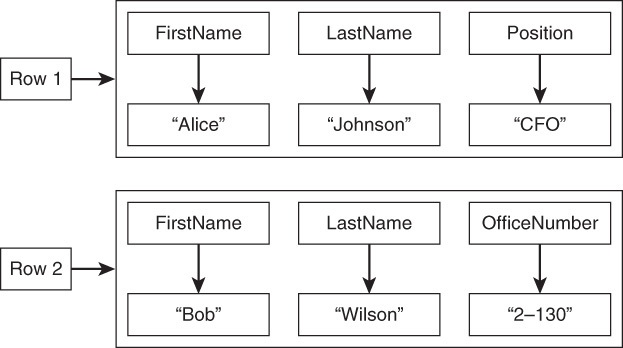 FirstName LastName Position
Row 1
“Alice” “Johnson” “CFO”
FirstName LastName OfficeNumber
Row 2
“Bob” “Wilson” “2–130”